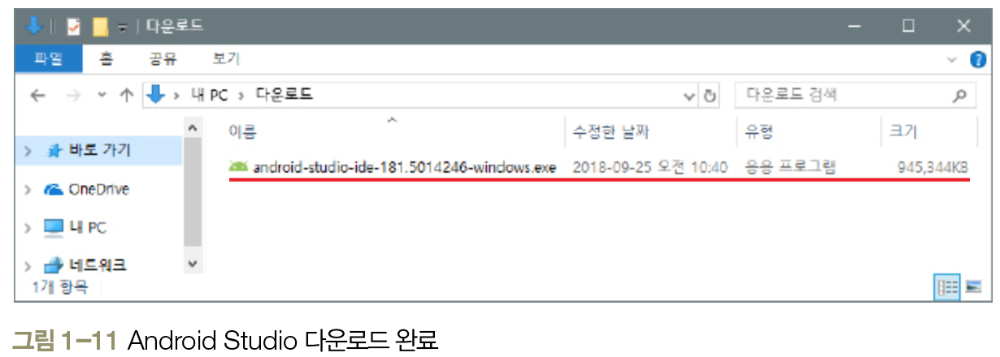 다운로드
파일 홈 공유 보기
내 PC > 다운로드 다운로드 검색
이름 수정한 날짜 유형 크기
바로 가기
android-studio-ide-181.5014246-windows.exe 2018-09-25 오전 10:40 응용 프로그램 945,344KB
OneDrive
내 PC
네트워크
1개 항목
그림 1-11 Android Studio 다운로드 완료